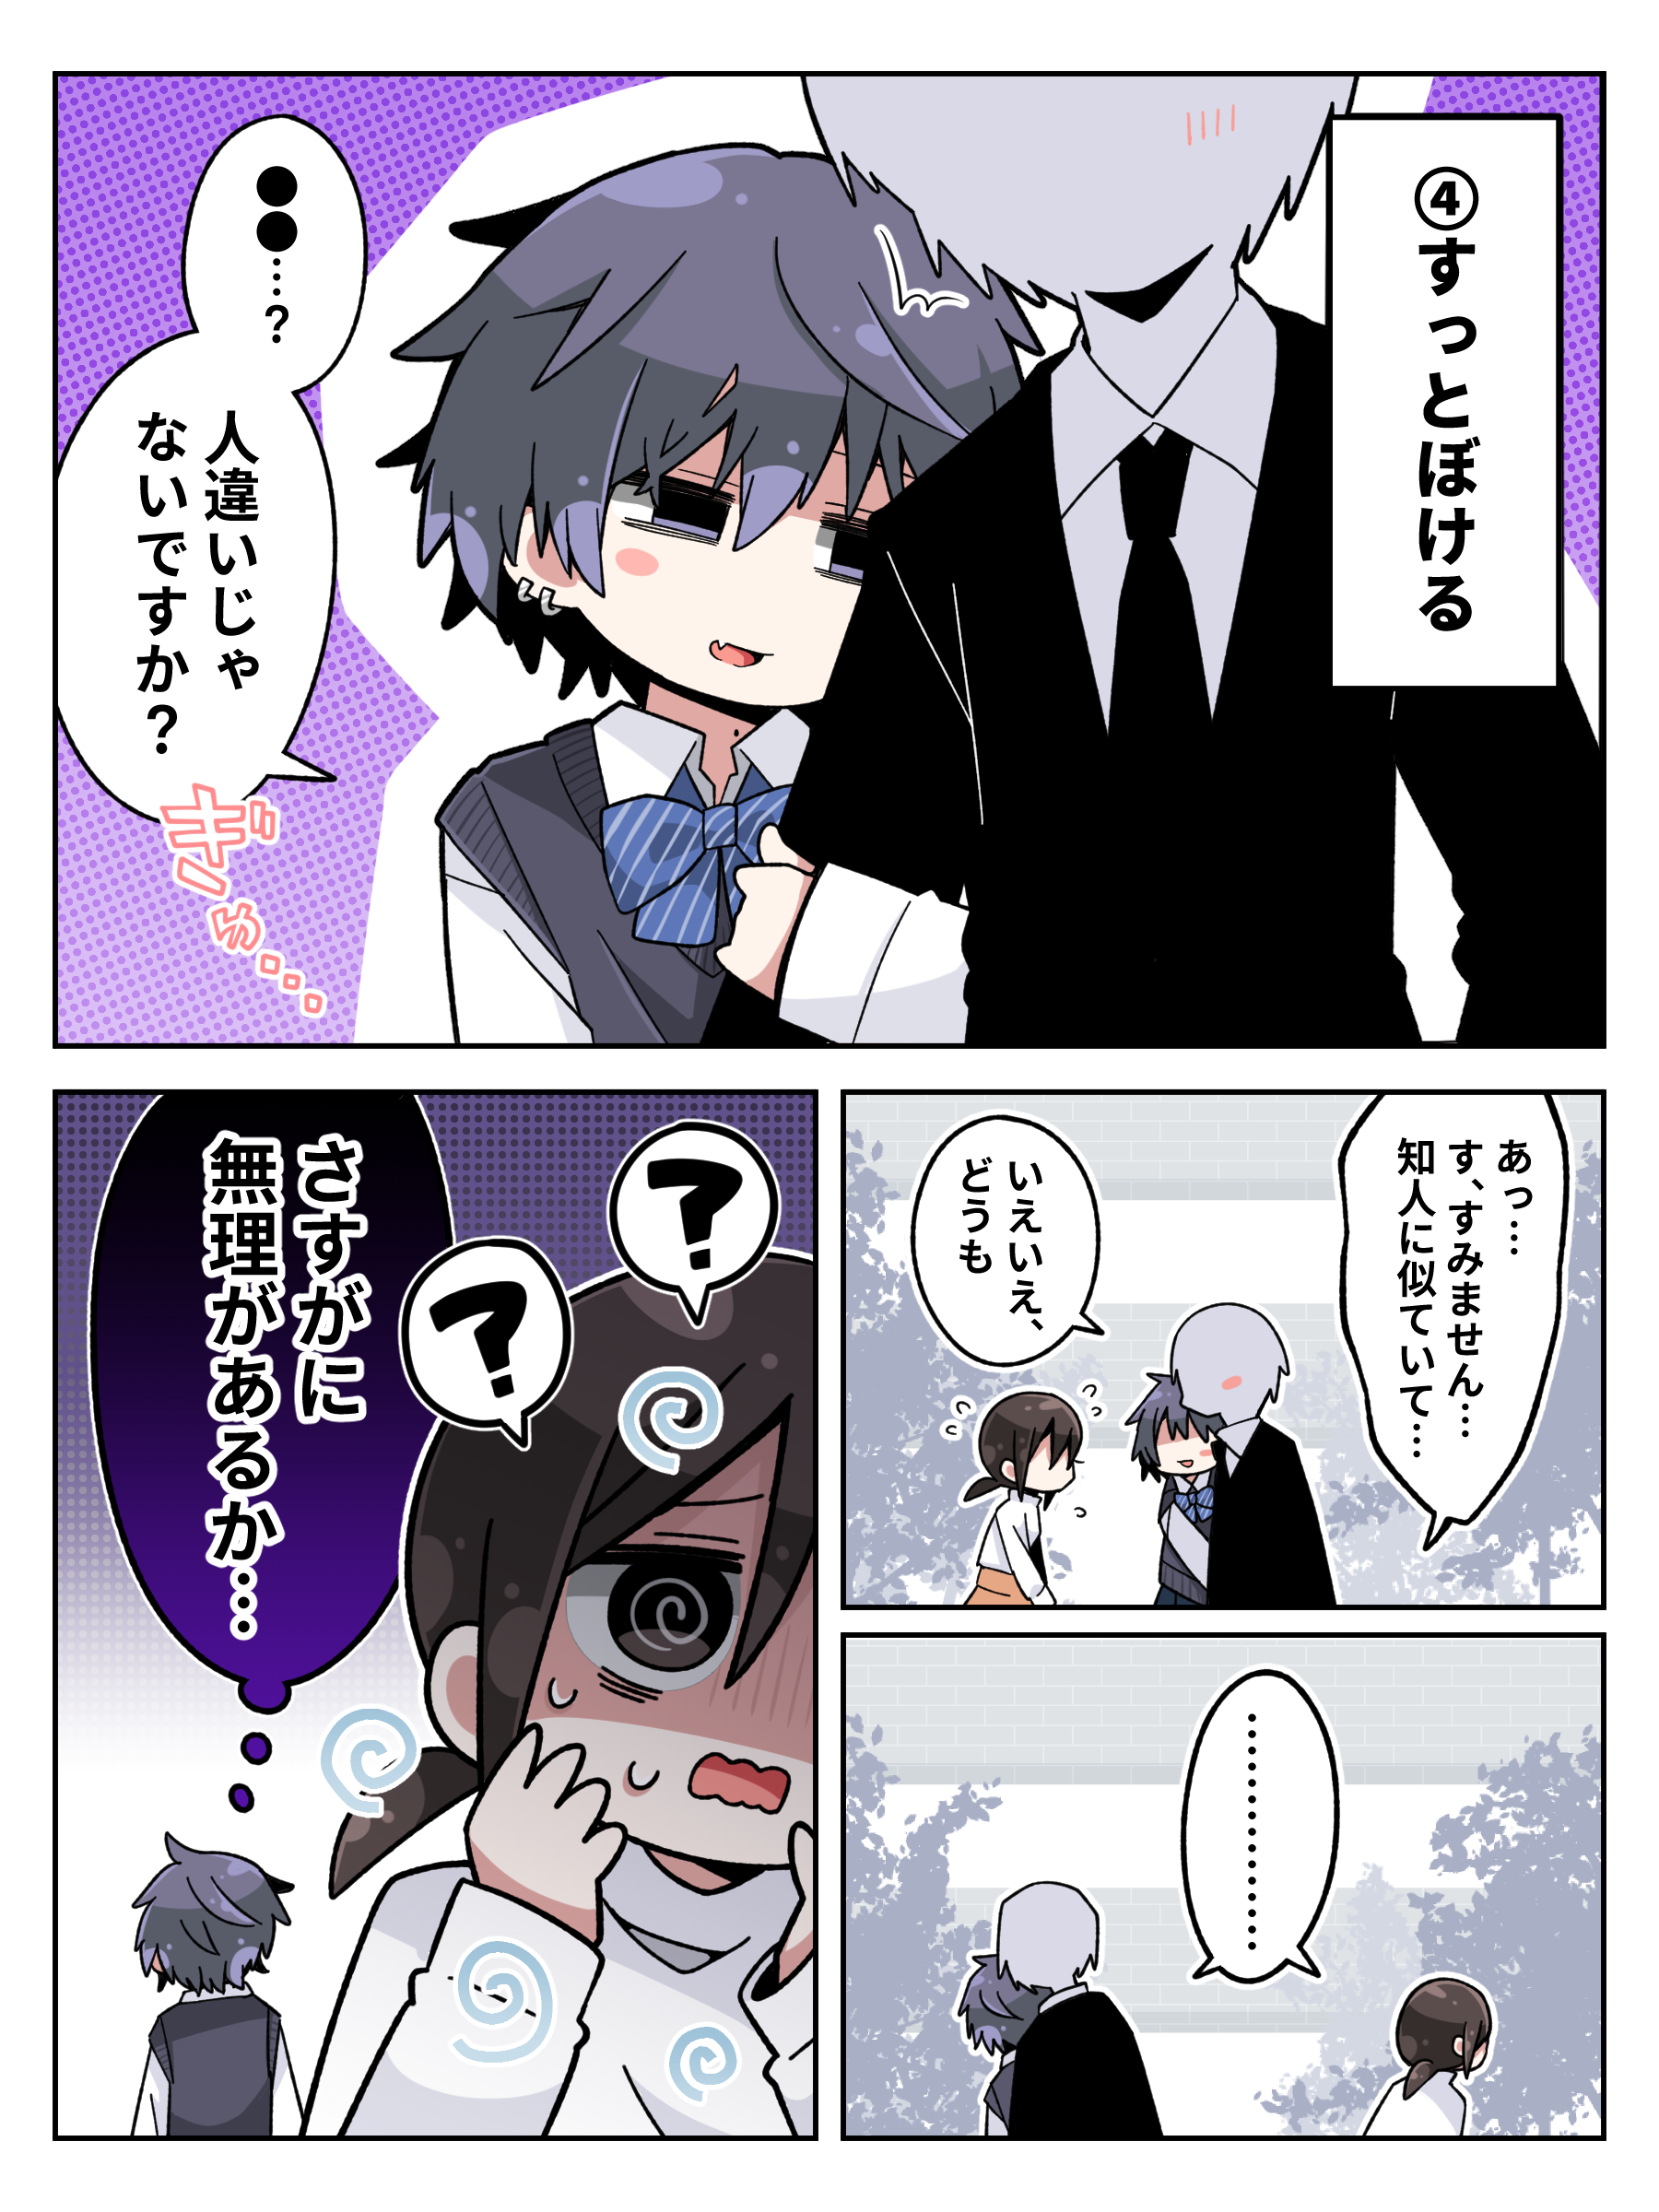 ④すっとぼける
●●…?
人違いじゃ
ないですか?
ぎゅ・・・
あっ…
す、すみません…
知人に似ていて…
いえいえ、
どうも
………………
?
?
さすがに
無理があるか…